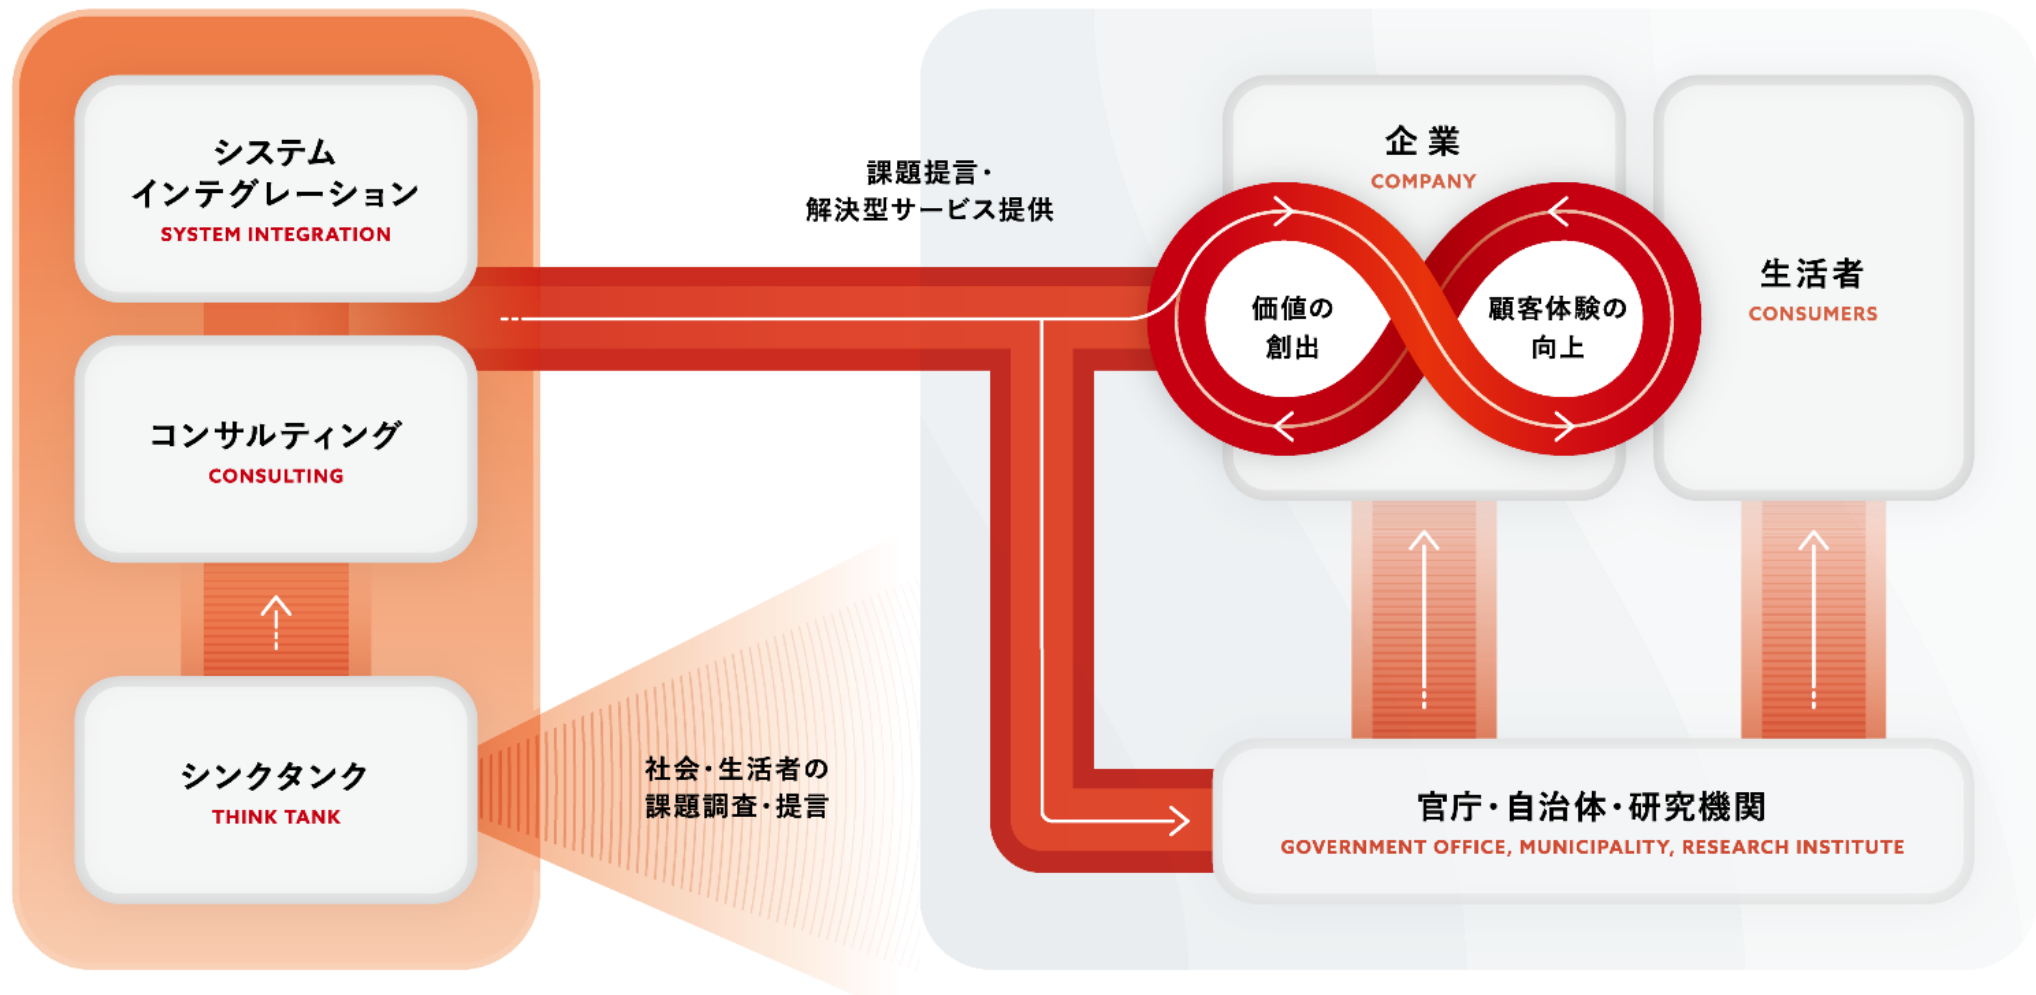 システム
インテグレーション
SYSTEM INTEGRATION
コンサルティング
CONSULTING
シンクタンク
THINK TANK
課題提言・
解決型サービス提供
社会・生活者の
課題調査・提言
企業
COMPANY
価値の
創出
顧客体験の
向上
生活者
CONSUMERS
官庁・自治体・研究機関
GOVERNMENT OFFICE, MUNICIPALITY, RESEARCH INSTITUTE